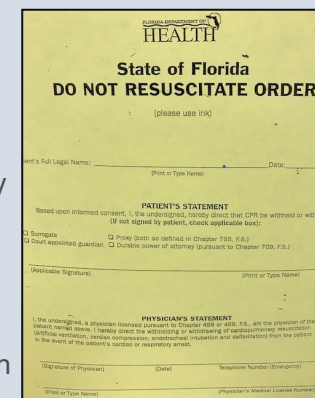 FLORIDA DEPARTMENT OF
HEALTH
State of Florida
DO NOT RESUSCITATE ORDER
(please use ink)
ent's Full Legal Name: Date:
(Print or Type Name)
PATIENT'S STATEMENT
Based upon informed consent, I, the undersigned, hereby direct that CPR be withheld or with
(If not signed by patient, check applicable box):
Surrogate
Proxy (both as defined in Chapter 765, F.S.)
Court appointed guardian
Durable power of attorney (pursuant to Chapter 709, F.S.)
(Applicable Signature) (Print or Type Name)
PHYSICIAN'S STATEMENT
I, the undersigned, a physician licensed pursuant to Chapter 458 or 459, F.S., am the physician of the
patient named above. I hereby direct the withholding or withdrawing of cardiopulmonary resuscitation
(artificial ventilation, cardiac compression, endotracheal intubation and defibrillation) from the patient
in the event of the patient's cardiac or respiratory arrest.
(Signature of Physician) (Date) Telephone Number (Emergency)
(Print or Type Name) (Physician's Medical License Number)